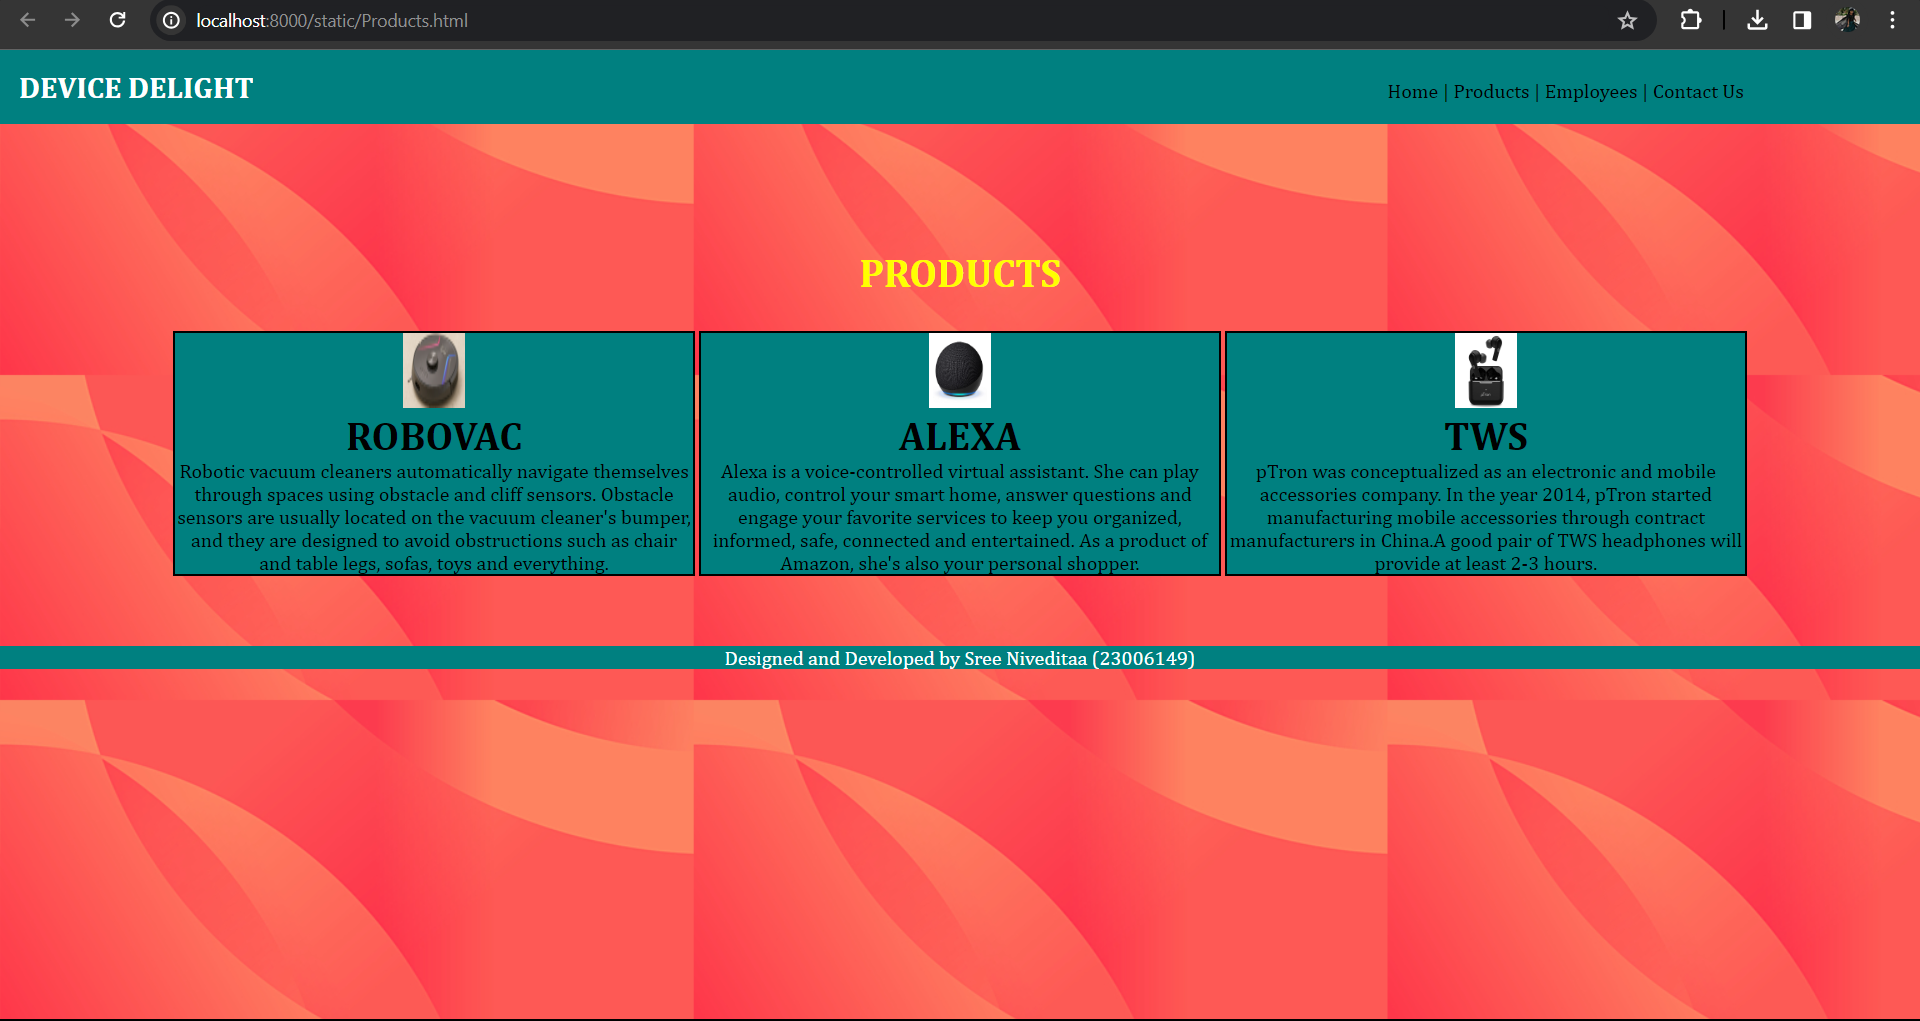 localhost:8000/static/Products.html
DEVICE DELIGHT
Home | Products | Employees | Contact Us
PRODUCTS
ROBOVAC
Robotic vacuum cleaners automatically navigate themselves
through spaces using obstacle and cliff sensors. Obstacle
sensors are usually located on the vacuum cleaner's bumper,
and they are designed to avoid obstructions such as chair
and table legs, sofas, toys and everything.
ALEXA
Alexa is a voice-controlled virtual assistant. She can play
audio, control your smart home, answer questions and
engage your favorite services to keep you organized,
informed, safe, connected and entertained. As a product of
Amazon, she's also your personal shopper.
TWS
pTron was conceptualized as an electronic and mobile
accessories company. In the year 2014, pTron started
manufacturing mobile accessories through contract
manufacturers in China.A good pair of TWS headphones will
provide at least 2-3 hours.
Designed and Developed by Sree Niveditaa (23006149)